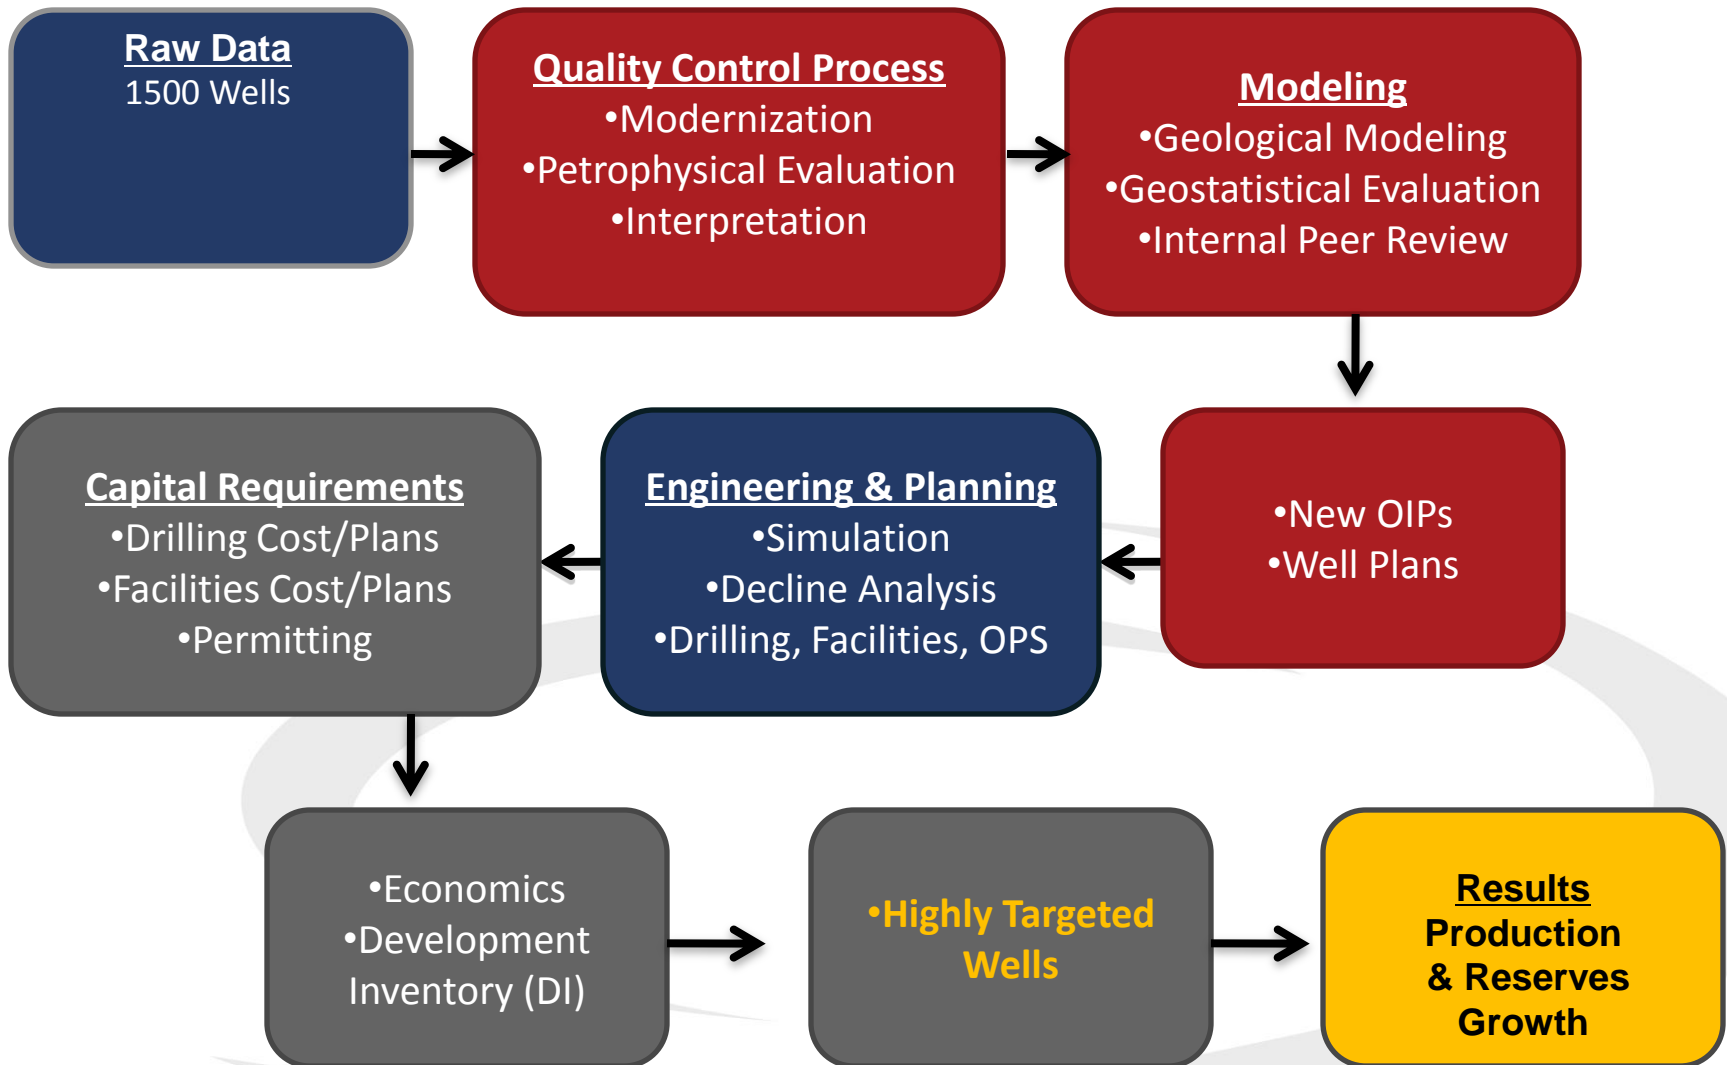 Raw Data
1500 Wells
Quality Control Process
•Modernization
•Petrophysical Evaluation
•Interpretation
Modeling
•Geological Modeling
•Geostatistical Evaluation
•Internal Peer Review
•New OIPs
•Well Plans
Engineering & Planning
•Simulation
•Decline Analysis
•Drilling, Facilities, OPS
Capital Requirements
•Drilling Cost/Plans
•Facilities Cost/Plans
•Permitting
•Economics
•Development
Inventory (DI)
•Highly Targeted
Wells
Results
Production
& Reserves
Growth